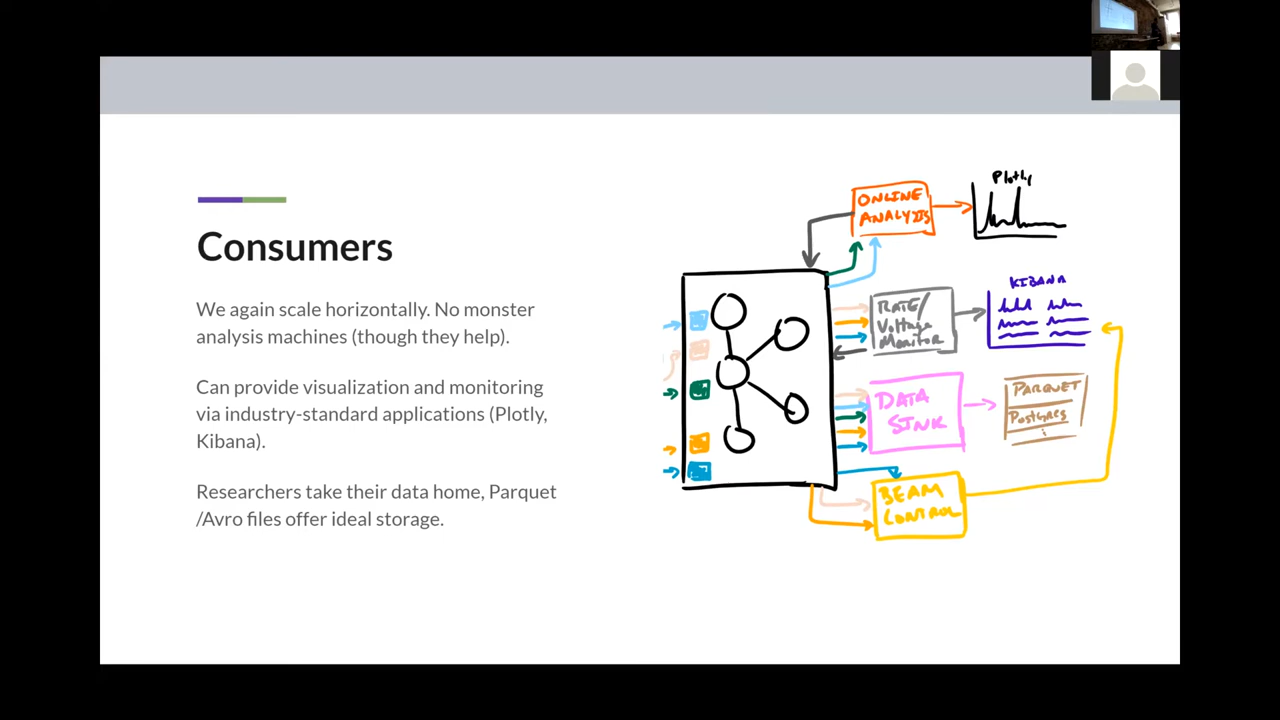 Consumers
We again scale horizontally. No monster
analysis machines (though they help).
Can provide visualization and monitoring
via industry-standard applications (Plotly,
Kibana).
Researchers take their data home, Parquet
/Avro files offer ideal storage.
ONLINE
ANALYSIS
Plotly
RATE/
Voltage
Monitor
KIBANA
DATA
SINK
PARQUET
Postgres
BEAM
CONTROL